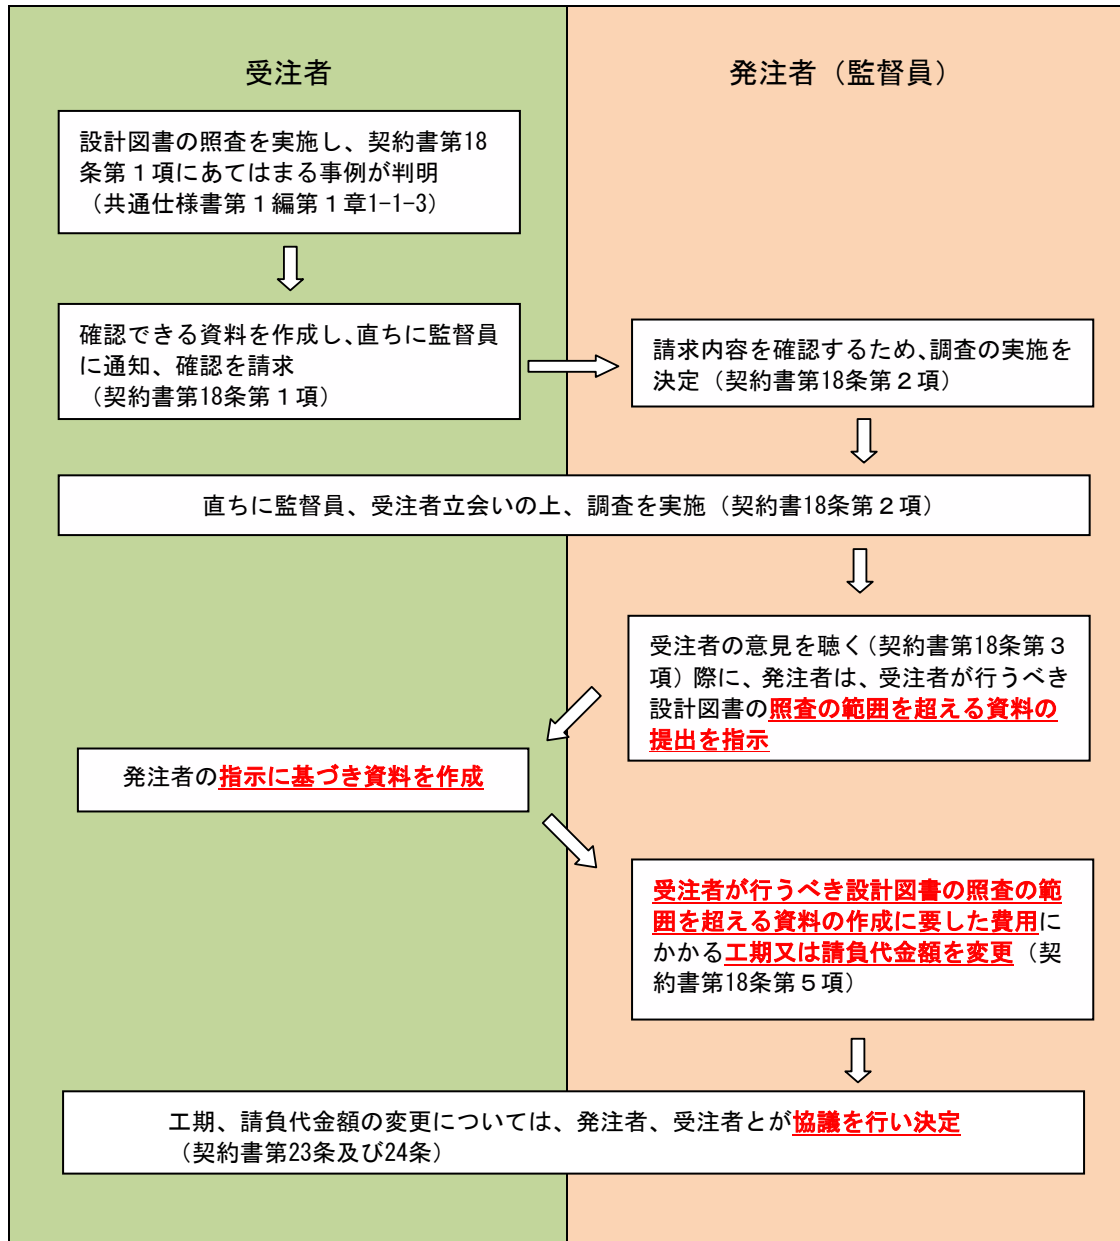 受注者
発注者（監督員）
設計図書の照査を実施し、契約書第18
条第１項にあてはまる事例が判明
（共通仕様書第１編第１章1-1-3）
確認できる資料を作成し、直ちに監督員
に通知、確認を請求
（契約書第18条第１項）
請求内容を確認するため、調査の実施を
決定（契約書第18条第２項）
直ちに監督員、受注者立会いの上、調査を実施（契約書18条第２項）
受注者の意見を聴く（契約書第18条第３
項）際に、発注者は、受注者が行うべき
設計図書の照査の範囲を超える資料の
提出を指示
発注者の指示に基づき資料を作成
受注者が行うべき設計図書の照査の範
囲を超える資料の作成に要した費用に
かかる工期又は請負代金額を変更（契
約書第18条第５項）
工期、請負代金額の変更については、発注者、受注者とが協議を行い決定
（契約書第23条及び24条）